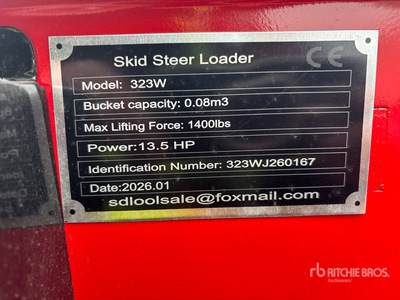 Skid Steer Loader CE
Model: 323W
Bucket capacity: 0.08m3
Max Lifting Force: 1400lbs
Power:13.5 HP
Identification Number: 323WJ260167
Date:2026.01
sdloolsale@foxmail.com
rb RITCHIE BROS.
Auctioneers